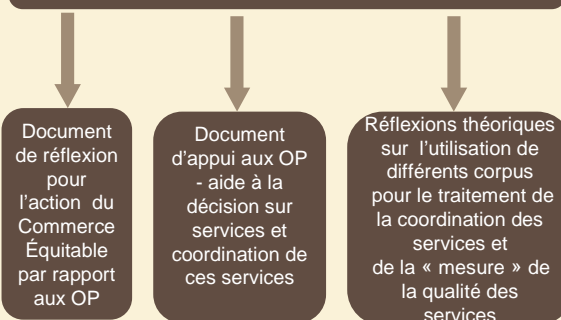 Document
de réflexion
pour
l'action du
Commerce
Équitable
par rapport
aux OP
Document
d'appui aux OP
- aide à la
décision sur
services et
coordination de
ces services
Réflexions théoriques
sur l'utilisation de
différents corpus
pour le traitement de
la coordination des
services et
de la « mesure » de
la qualité des
services